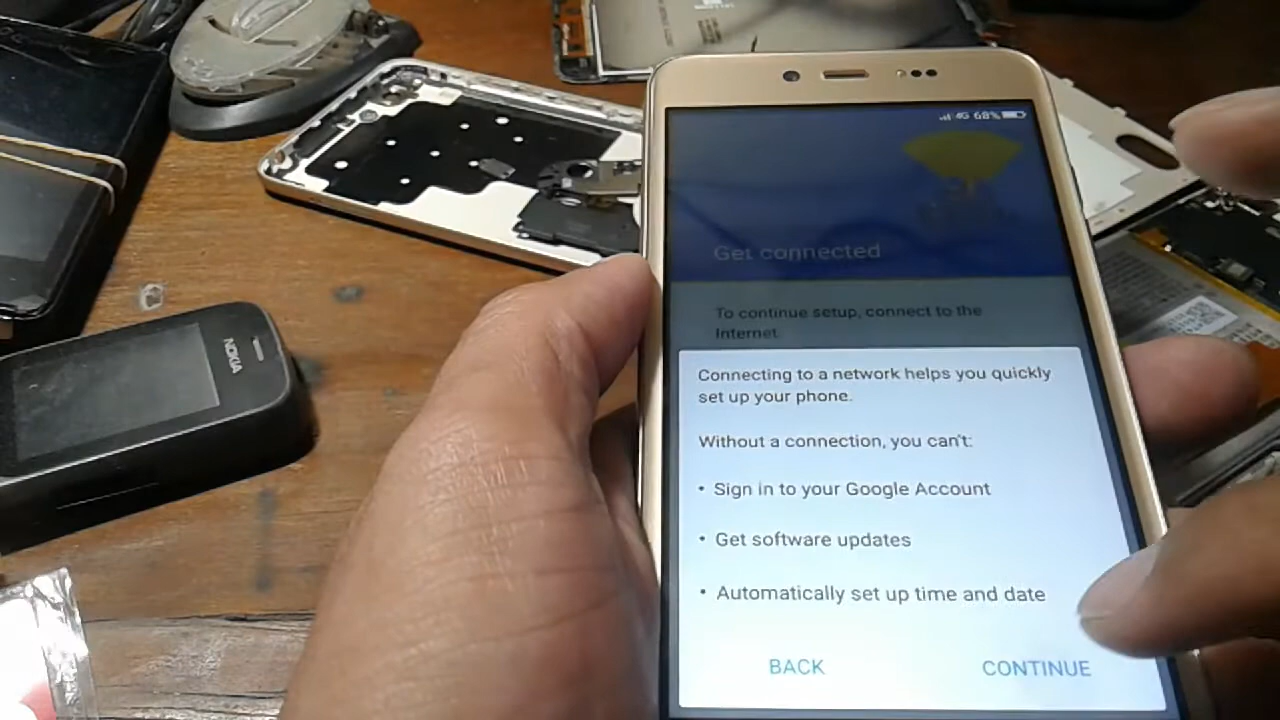 NOKIA
4G 68%
Get connected
To continue setup, connect to the
Internet
Connecting to a network helps you quickly
set up your phone.
Without a connection, you can't:
• Sign in to your Google Account
• Get software updates
• Automatically set up time and date
BACK
CONTINUE